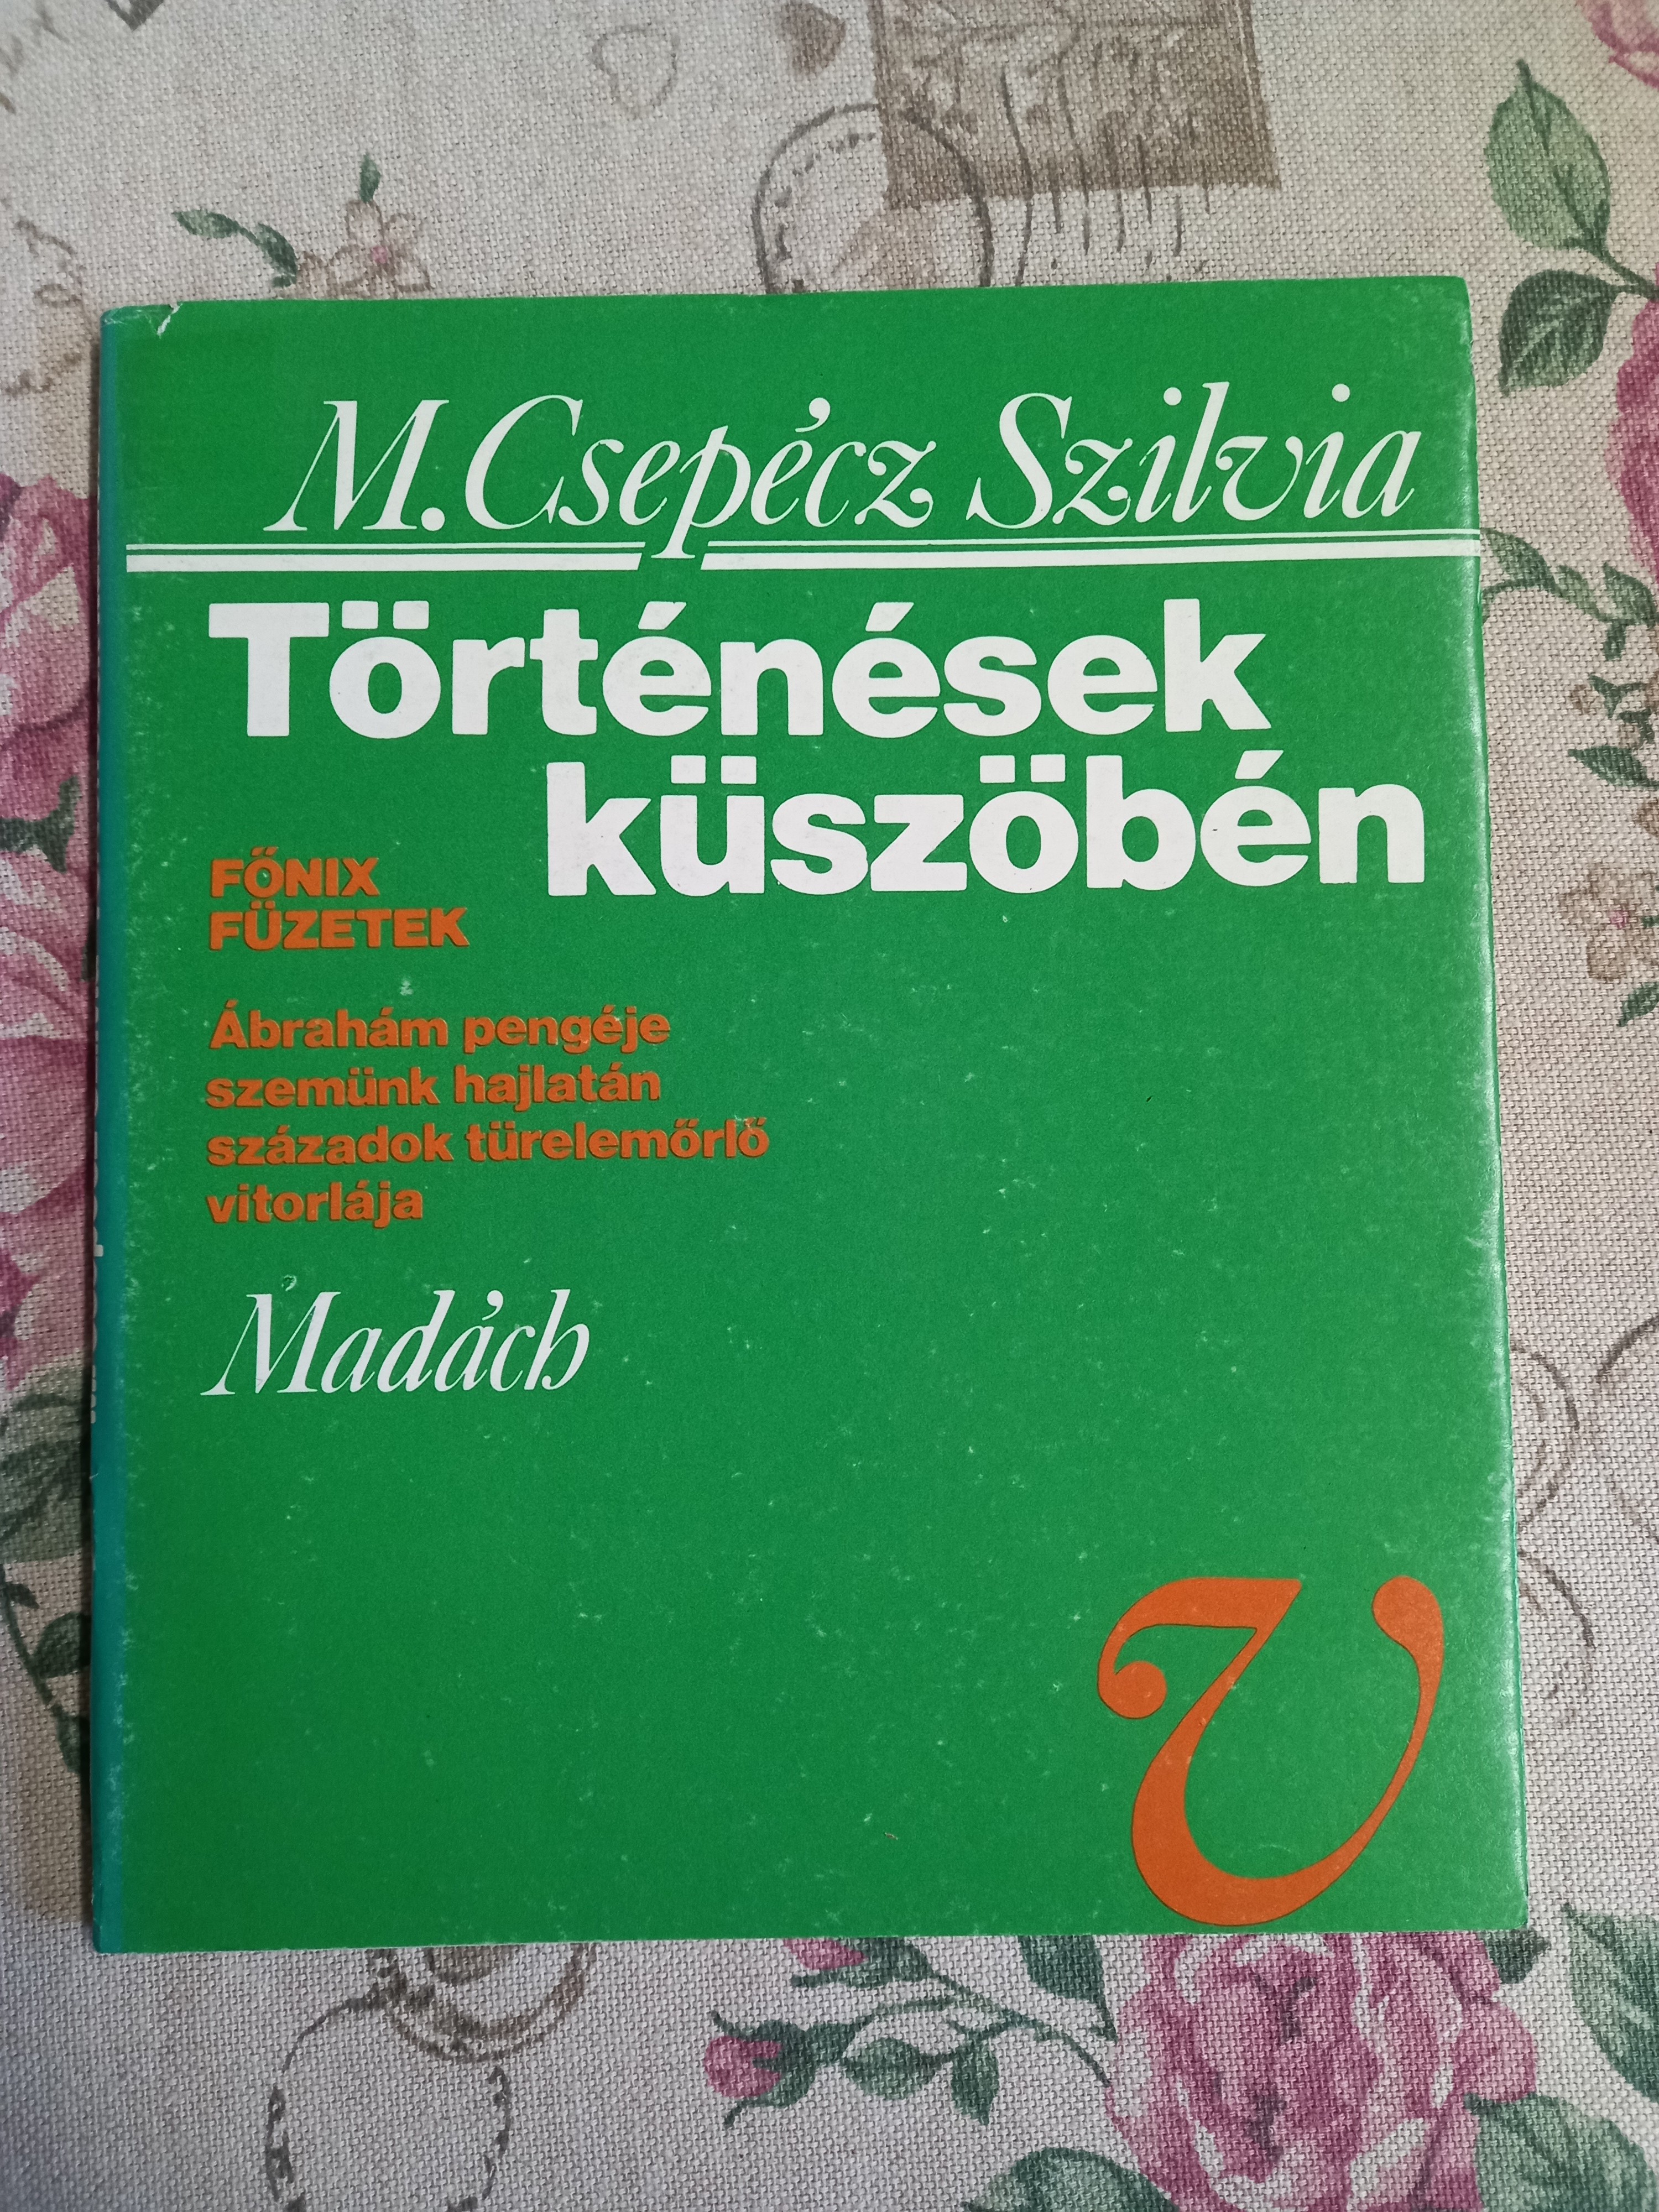 M. Csepécz Szilvia
Történések
küszöbén
FŐNIX
FÜZETEK
Ábrahám pengéje
szemünk hajlatán
századok türelemőrlő
vitorlája
Madách
v